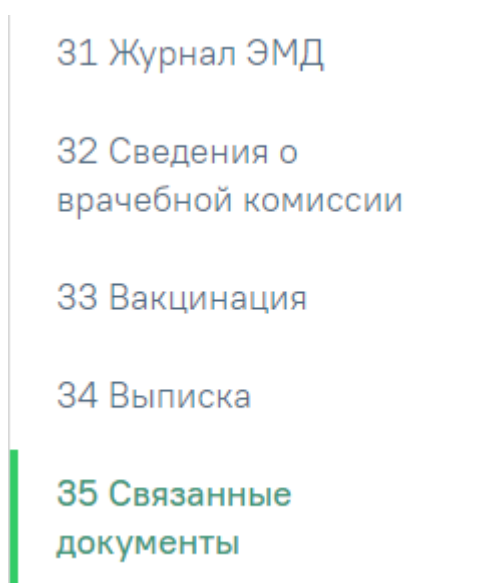 31 Журнал ЭМД
32 Сведения о
врачебной комиссии
33 Вакцинация
34 Выписка
35 Связанные
документы